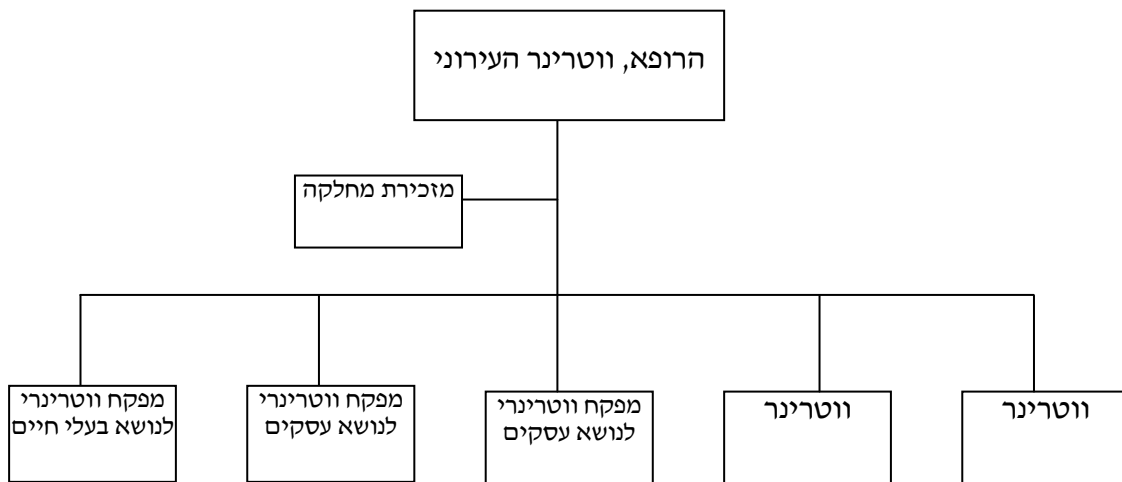 הרופא, ווטרינר העירוני
מזכירת מחלקה
ווטרינר
ווטרינר
מפקח ווטרינרי
לנושא עסקים
מפקח ווטרינרי
לנושא עסקים
מפקח ווטרינרי
לנושא בעלי חיים